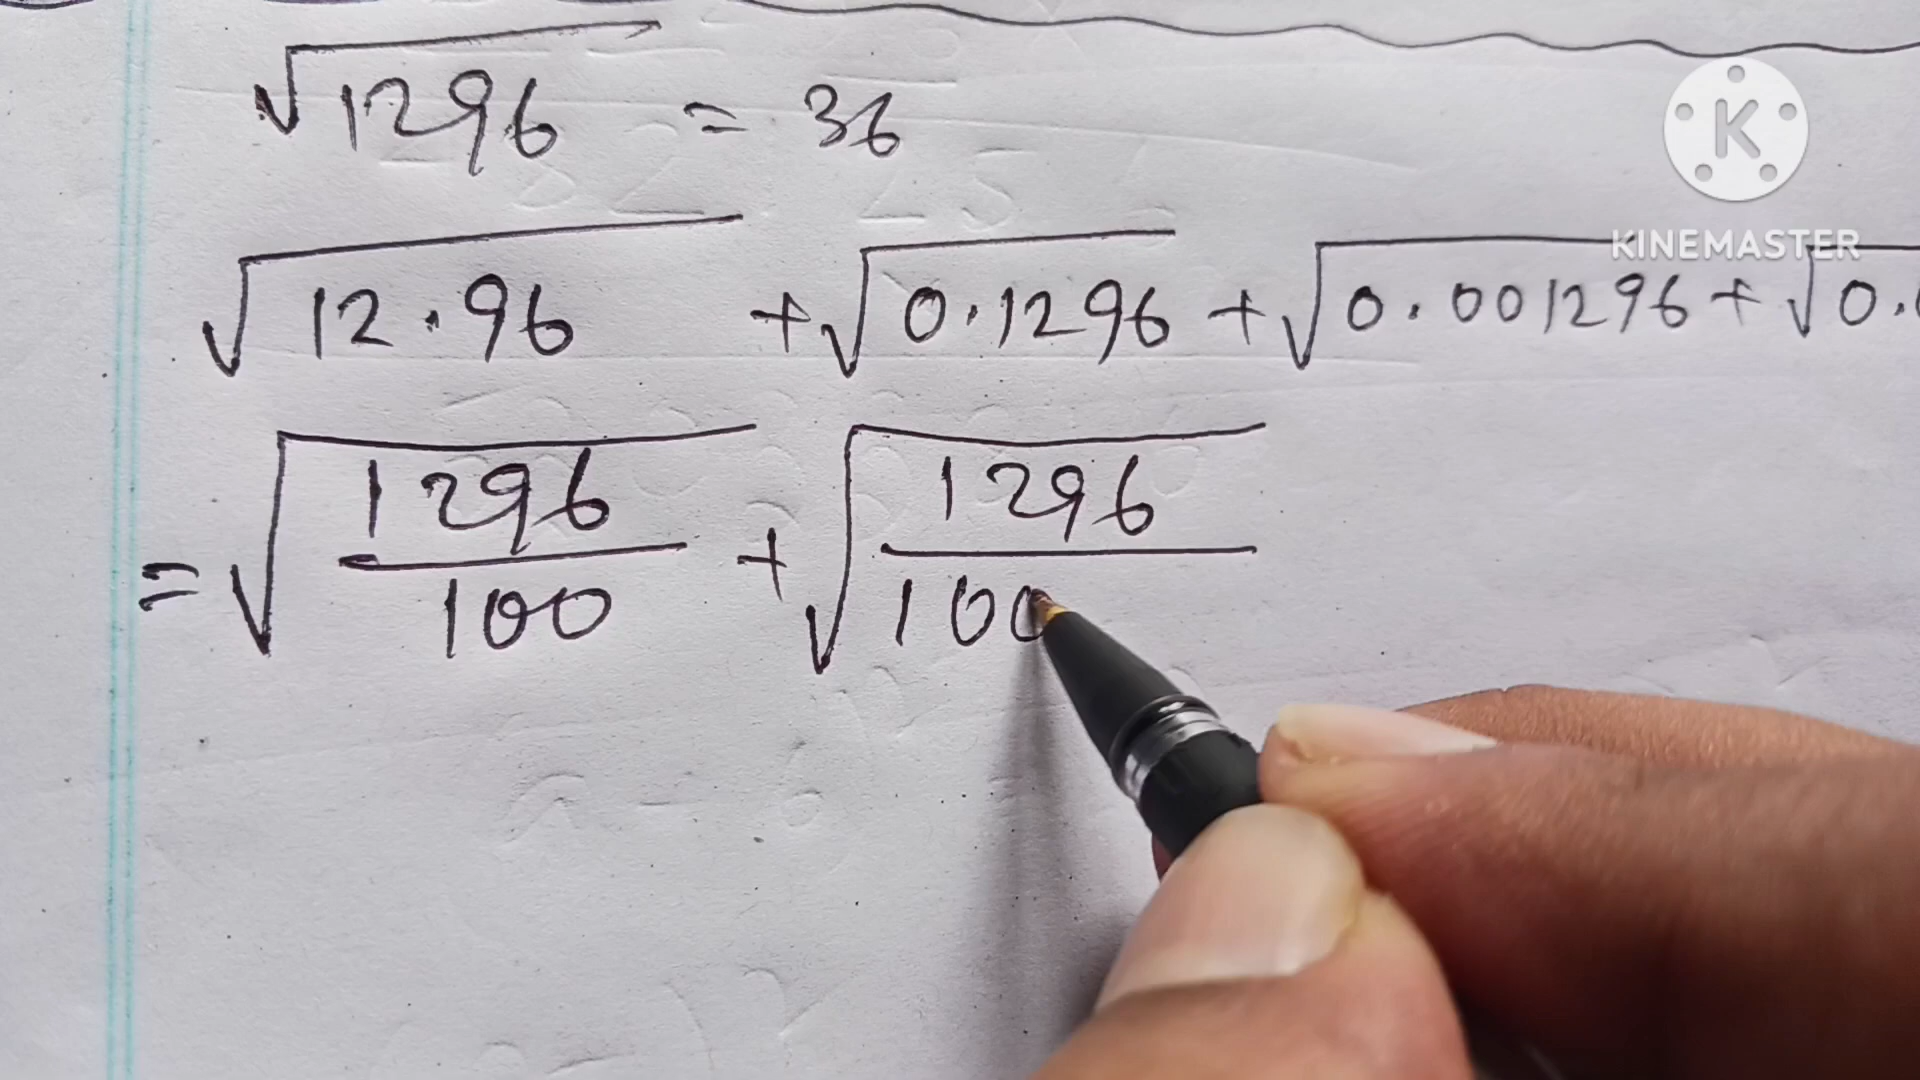 √1296 = 36
K
KINEMASTER
√12.96 + √0.1296 + √0.001296 + √0.
= √1296/100 + √1296/100